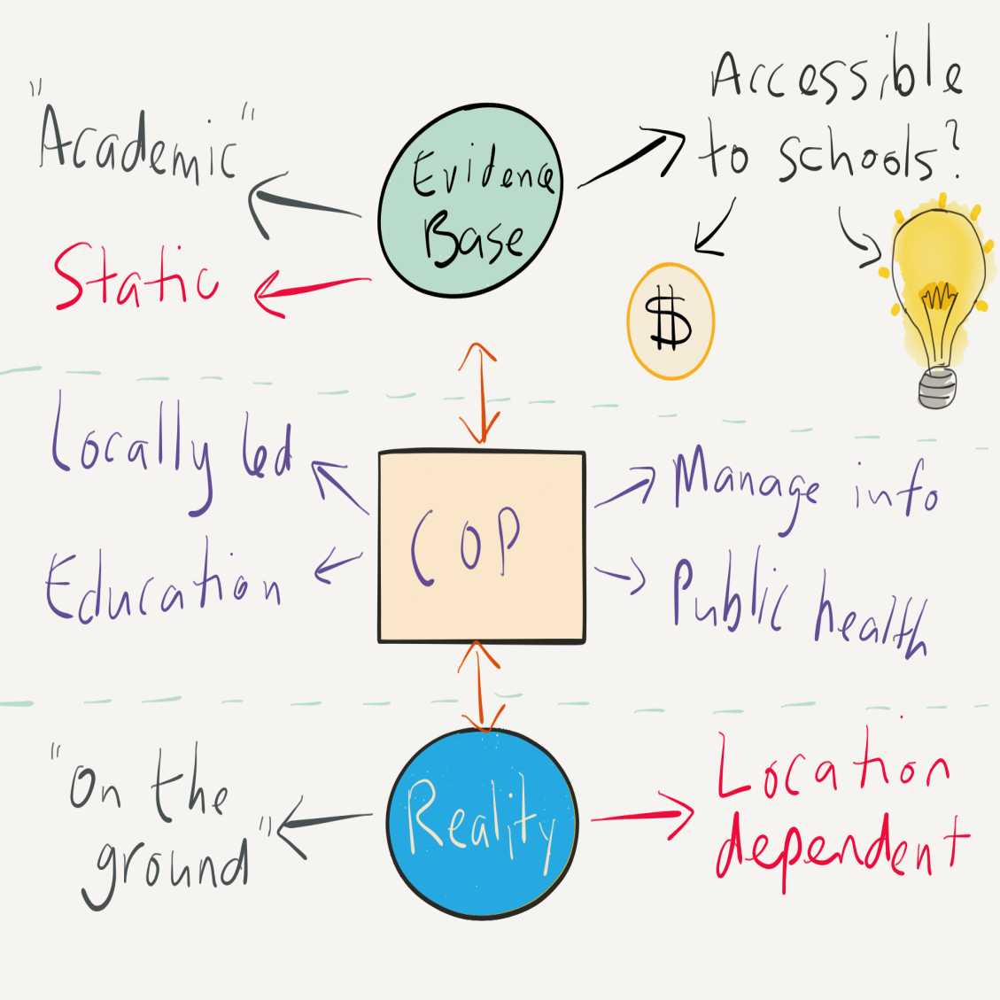 "Academic"
Static
Evidence
Base
Accessible
to schools?
$
Locally led
Education
COP
Manage info
Public health
"On the
ground"
Reality
Location
dependent